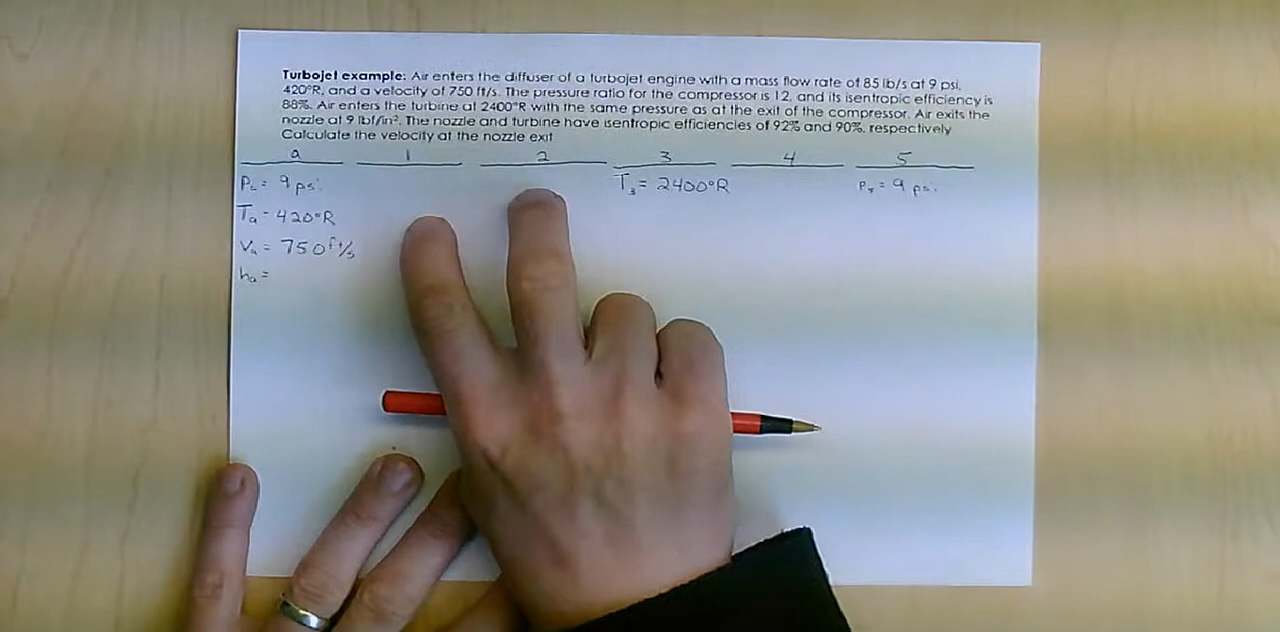 Turbojet example: Air enters the diffuser of a turbojet engine with a mass flow rate of 85 lb/s at 9 psi,
420°R, and a velocity of 750 ft/s. The pressure ratio for the compressor is 12, and its isentropic efficiency is
88%. Air enters the turbine at 2400°R with the same pressure as at the exit of the compressor. Air exits the
nozzle at 9 lbf/in². The nozzle and turbine have isentropic efficiencies of 92% and 90%, respectively
Calculate the velocity at the nozzle exit
a 1 2 3 4 5
Pa = 9 psi T3 = 2400°R P5 = 9 psi
Ta = 420°R
Va = 750 ft/s
ha =